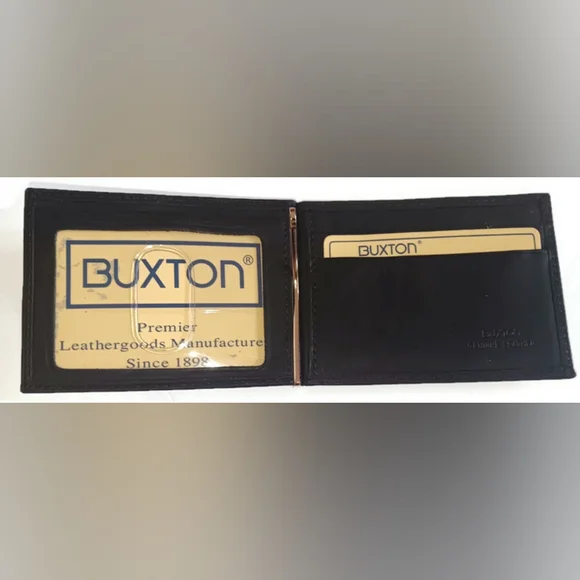 BUXTON®
Premier
Leathergoods Manufacture
Since 1898
BUXTON®